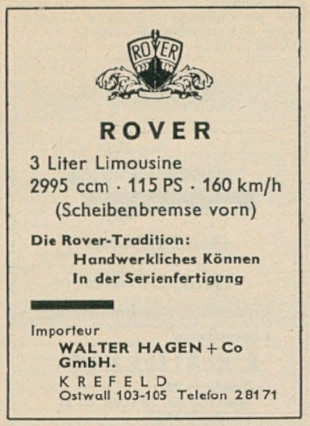 ROVER
ROVER
3 Liter Limousine
2995 ccm · 115 PS · 160 km/h
(Scheibenbremse vorn)
Die Rover-Tradition:
Handwerkliches Können
In der Serienfertigung
Importeur
WALTER HAGEN + Co
GmbH.
KREFELD
Ostwall 103-105 Telefon 28171